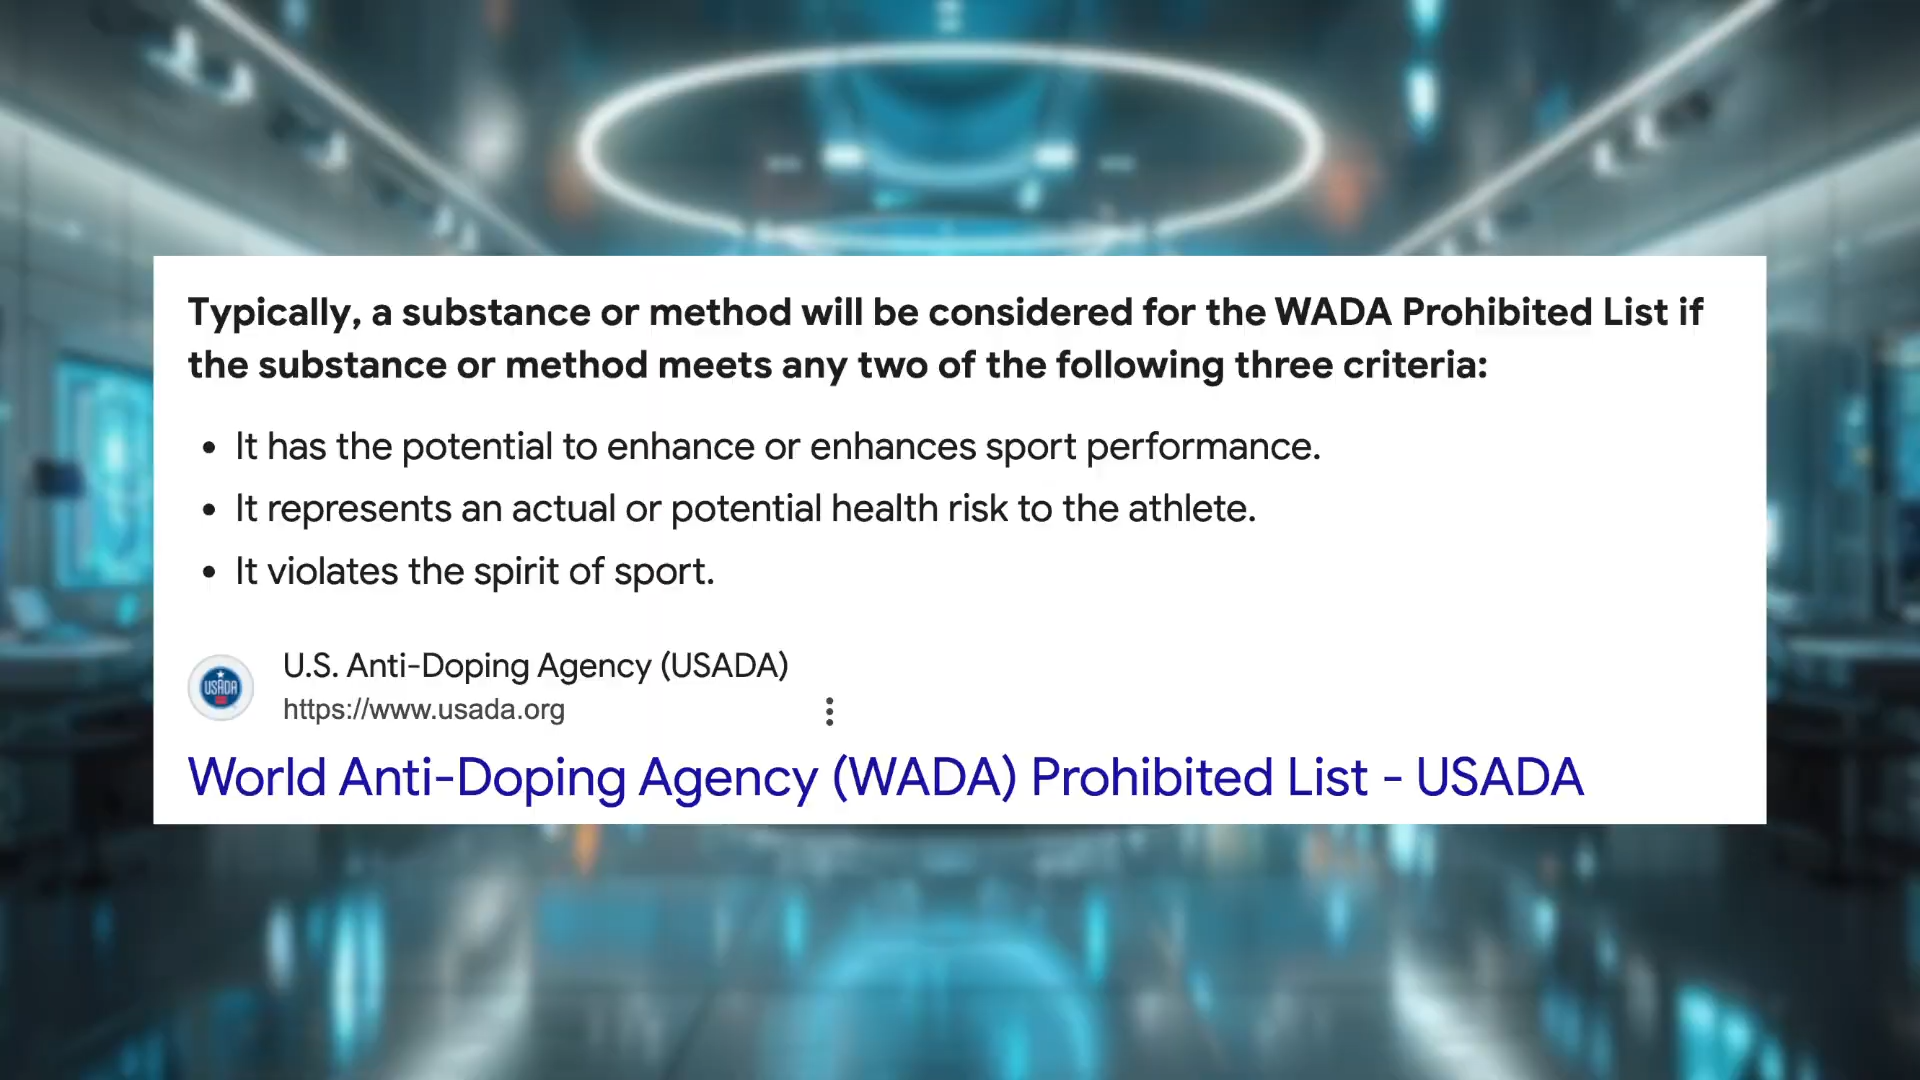 Typically, a substance or method will be considered for the WADA Prohibited List if
the substance or method meets any two of the following three criteria:
• It has the potential to enhance or enhances sport performance.
• It represents an actual or potential health risk to the athlete.
• It violates the spirit of sport.
USADA
U.S. Anti-Doping Agency (USADA)
https://www.usada.org
World Anti-Doping Agency (WADA) Prohibited List - USADA